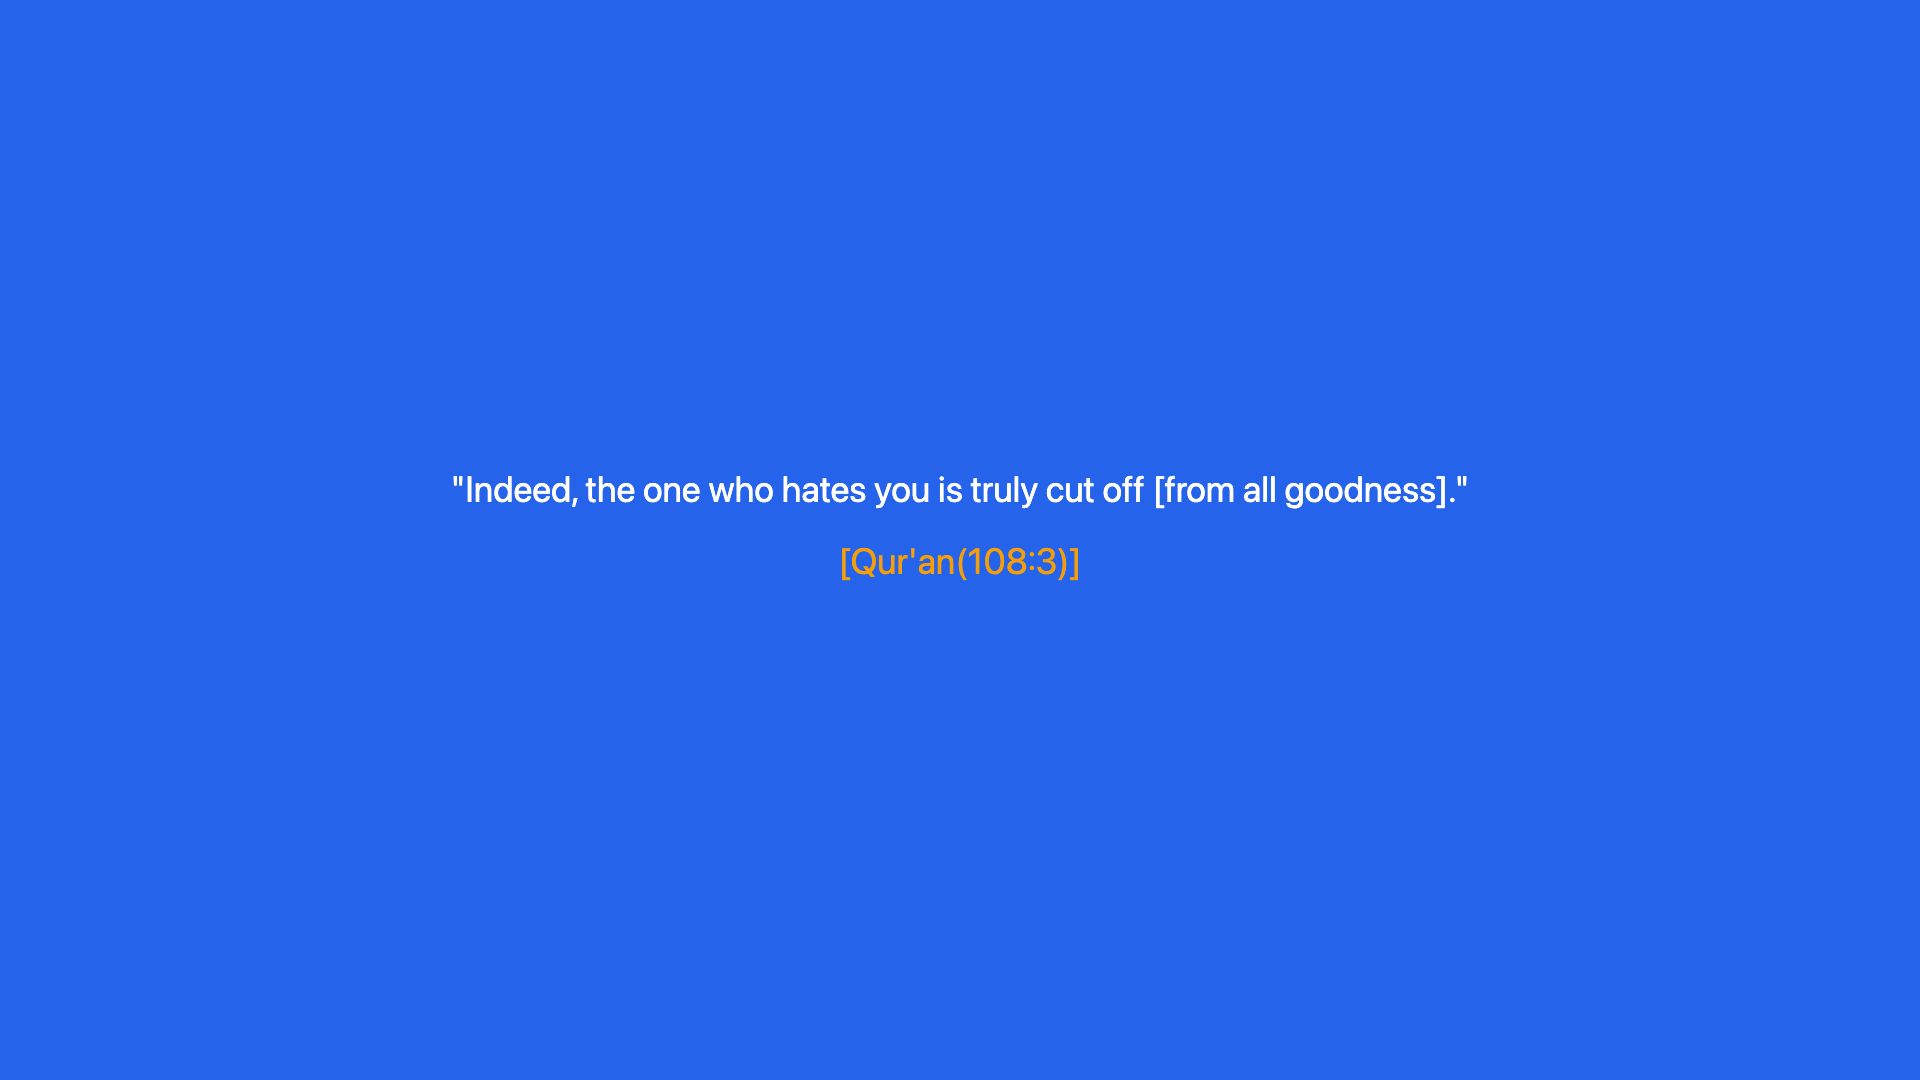 "Indeed, the one who hates you is truly cut off [from all goodness]."
[Qur'an(108:3)]